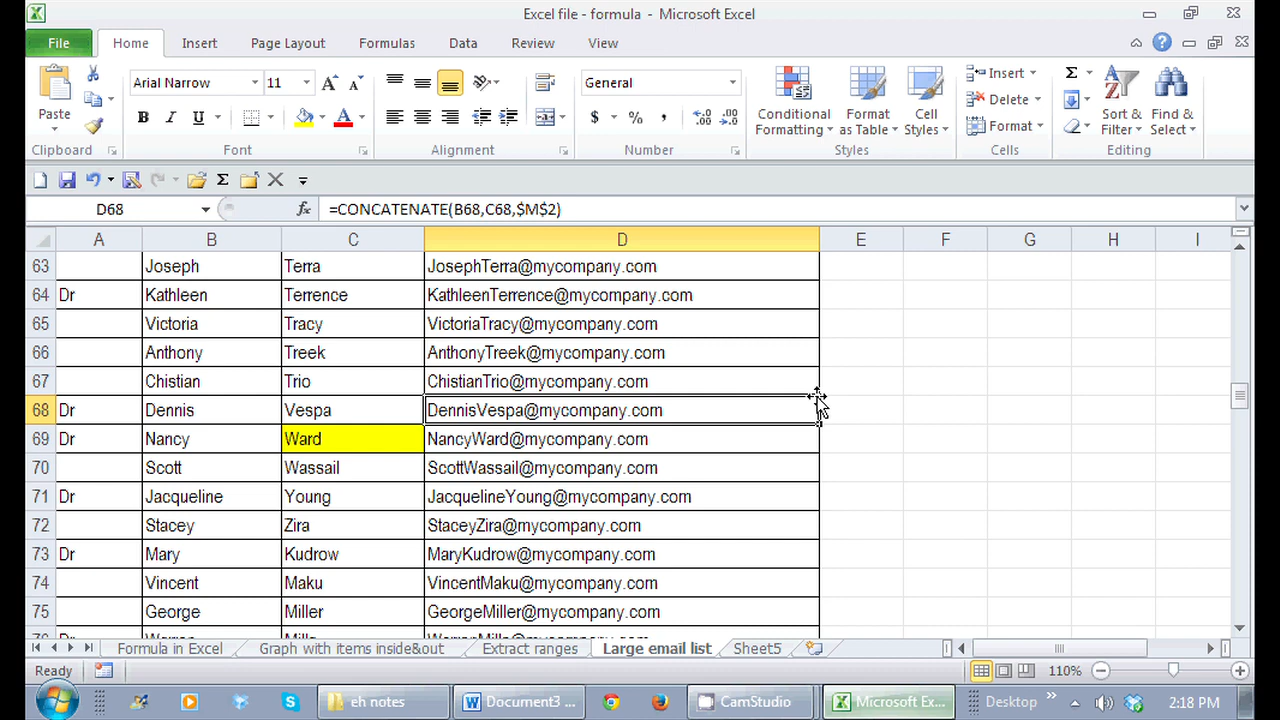 Excel file - formula - Microsoft Excel
File Home Insert Page Layout Formulas Data Review View
Arial Narrow 11 General
Paste B I U $ % , Conditional Formatting Format as Table Cell Styles Insert Delete Format Σ Sort & Filter Find & Select
Clipboard Font Alignment Number Styles Cells Editing
D68 fx =CONCATENATE(B68,C68,$M$2)
A B C D E F G H I
63 Joseph Terra JosephTerra@mycompany.com
64 Dr Kathleen Terrence KathleenTerrence@mycompany.com
65 Victoria Tracy VictoriaTracy@mycompany.com
66 Anthony Treek AnthonyTreek@mycompany.com
67 Chistian Trio ChistianTrio@mycompany.com
68 Dr Dennis Vespa DennisVespa@mycompany.com
69 Dr Nancy Ward NancyWard@mycompany.com
70 Scott Wassail ScottWassail@mycompany.com
71 Dr Jacqueline Young JacquelineYoung@mycompany.com
72 Stacey Zira StaceyZira@mycompany.com
73 Dr Mary Kudrow MaryKudrow@mycompany.com
74 Vincent Maku VincentMaku@mycompany.com
75 George Miller GeorgeMiller@mycompany.com
Formula in Excel Graph with items inside&out Extract ranges Large email list Sheet5
Ready 110%
eh notes Document3 ... CamStudio Microsoft Exc... Desktop 2:18 PM